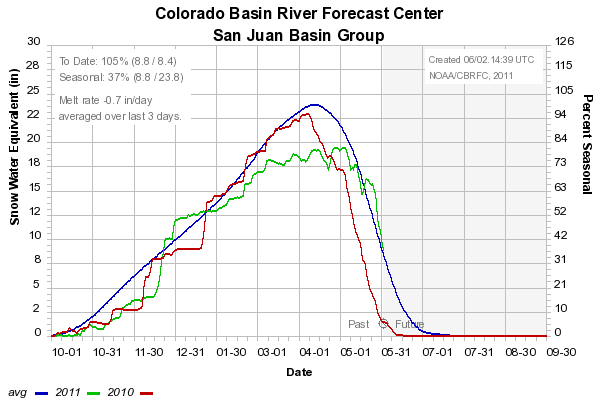 Colorado Basin River Forecast Center
San Juan Basin Group
To Date: 105% (8.8 / 8.4)
Seasonal: 37% (8.8 / 23.8)
Melt rate -0.7 in/day
averaged over last 3 days.
Created 06/02.14:39 UTC
NOAA/CBRFC, 2011
Snow Water Equivalent (in)
30
28
25
22
20
18
15
12
10
8
5
2
0
Percent Seasonal
126
116
105
94
84
73
63
52
42
31
21
10
0
Past Future
10-01 10-31 11-30 12-31 01-30 03-01 04-01 05-01 05-31 07-01 07-31 08-30 09-30
Date
avg 2011 2010